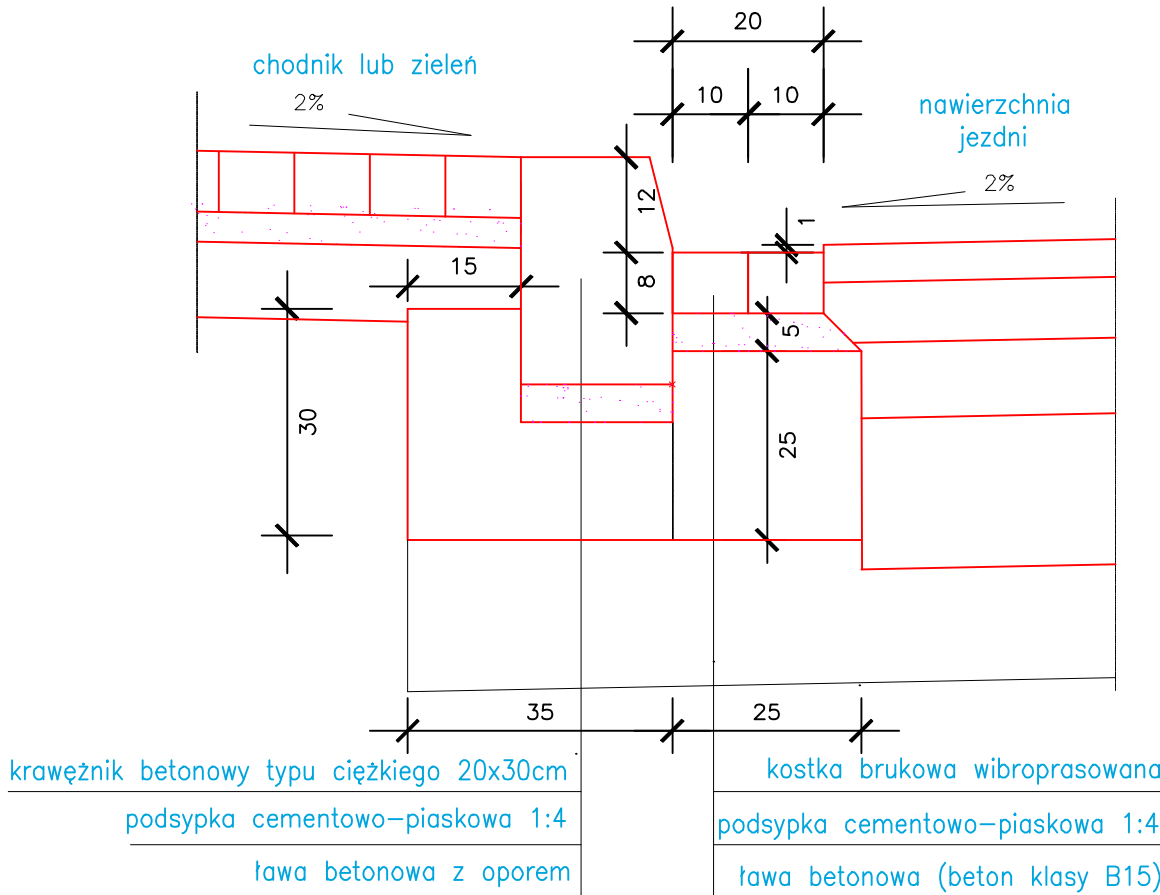 20
chodnik lub zieleń
2%
10
10
nawierzchnia
jezdni
2%
12
1
15
8
5
30
25
35
25
krawężnik betonowy typu ciężkiego 20x30cm
podsypka cementowo-piaskowa 1:4
ława betonowa z oporem
kostka brukowa wibroprasowana
podsypka cementowo-piaskowa 1:4
ława betonowa (beton klasy B15)